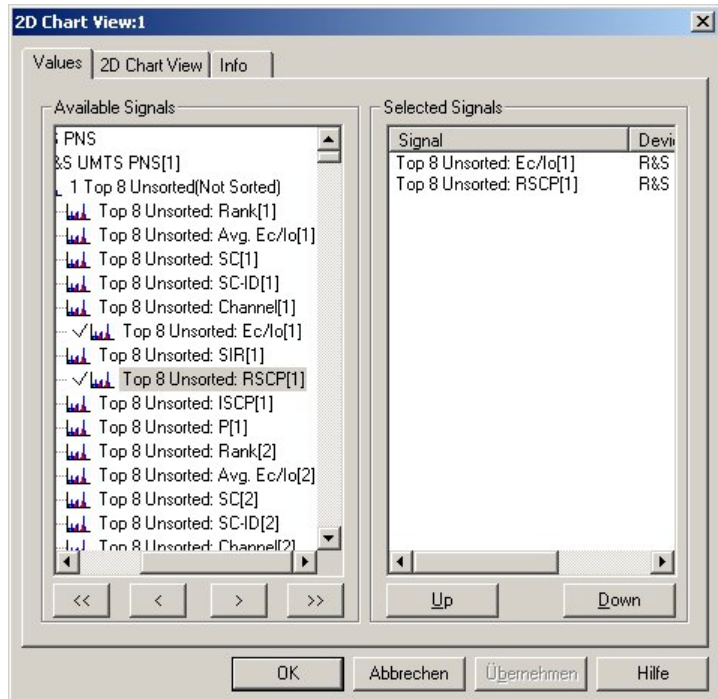 2D Chart View:1
Values
2D Chart View
Info
Available Signals
PNS
&S UMTS PNS[1]
1 Top 8 Unsorted(Not Sorted)
Top 8 Unsorted: Rank[1]
Top 8 Unsorted: Avg. Ec/Io[1]
Top 8 Unsorted: SC[1]
Top 8 Unsorted: SC-ID[1]
Top 8 Unsorted: Channel[1]
Top 8 Unsorted: Ec/Io[1]
Top 8 Unsorted: SIR[1]
Top 8 Unsorted: RSCP[1]
Top 8 Unsorted: ISCP[1]
Top 8 Unsorted: P[1]
Top 8 Unsorted: Rank[2]
Top 8 Unsorted: Avg. Ec/Io[2]
Top 8 Unsorted: SC[2]
Top 8 Unsorted: SC-ID[2]
Top 8 Unsorted: Channel[2]
<<
<
>
>>
Selected Signals
Signal Devi
Top 8 Unsorted: Ec/Io[1] R&S
Top 8 Unsorted: RSCP[1] R&S
Up
Down
OK
Abbrechen
Übernehmen
Hilfe